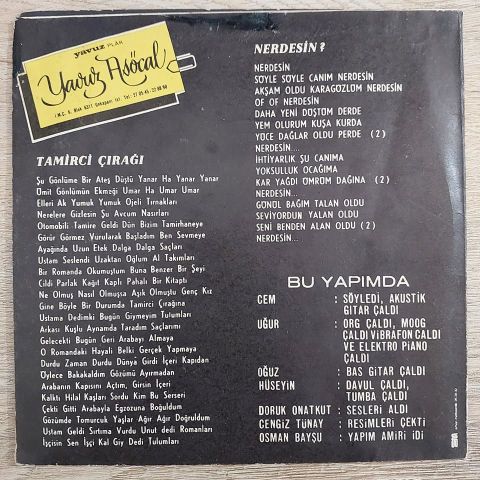 yavuz PLAK
Yavuz Asöcal
NERDESİN?
NERDESİN
SÖYLE SÖYLE CANIM NERDESİN
AKŞAM OLDU KARAGÖZLÜM NERDESİN
OF OF NERDESİN
DAHA YENİ DÜŞTÜM DERDE
YEM OLURUM KUŞA KURDA
YÜCE DAĞLAR OLDU PERDE (2)
NERDESİN...
İHTİYARLIK ŞU CANIMA
YOKSULLUK OCAĞIMA
KAR YAĞDI ÖMRÜM DAĞINA (2)
NERDESİN...
GÖNÜL BAĞIM TALAN OLDU
SEVİYORDUN YALAN OLDU
SENİ BENDEN ALAN OLDU (2)
NERDESİN...
TAMİRCİ ÇIRAĞI
Şu Gönlüme Bir Ateş Düştü Yanar Ha Yanar Yanar
Ümit Gönlümün Ekmeği Umar Ha Umar Umar
Elleri Ak Yumuk Yumuk Ojeli Tırnakları
Nerelere Gizlesin Şu Avcum Nasırları
Otomobili Tamire Geldi Dün Bizim Tamirhaneye
Görür Görmez Vurularak Başladım Ben Sevmeye
Ayağında Uzun Etek Dalga Dalga Saçları
Ustam Seslendi Uzaktan Oğlum Al Takımları
Bir Romanda Okumuştum Buna Benzer Bir Şeyi
Cildi Parlak Kağıt Kaplı Pahalı Bir Kitaptı
Ne Olmuş Nasıl Olmuşsa Aşık Olmuştu Genç Kız
Gine Böyle Bir Durumda Tamirci Çırağına
Ustama Dedimki Bugün Giymeyim Tulumları
Arkası Kuşlu Aynamda Taradım Saçlarımı
Gelecekti Bugün Geri Arabayı Almaya
O Romandaki Hayali Belki Gerçek Yapmaya
Durdu Zaman Durdu Dünya Girdi İçeri Kapıdan
Öylece Bakakaldım Gözümü Ayırmadan
Arabanın Kapısını Açtım, Girsin İçeri
Kalktı Hilal Kaşları Sordu Kim Bu Serseri
Çekti Gitti Arabayla Egzozuna Boğuldum
Gözümde Tomurcuk Yaşlar Ağır Ağır Doğruldum
Ustam Geldi Sırtıma Vurdu Unut dedi Romanları
İşçisin Sen İşçi Kal Giy Dedi Tulumları
BU YAPIMDA
CEM : SÖYLEDİ, AKUSTİK GİTAR ÇALDI
UĞUR : ORG ÇALDI, MOOG ÇALDI VİBRAFON ÇALDI VE ELEKTRO PİANO ÇALDI
OĞUZ : BAS GİTAR ÇALDI
HÜSEYİN : DAVUL ÇALDI, TUMBA ÇALDI
DORUK ONATKUT : SESLERİ ALDI
CENGİZ TÜNAY : RESİMLERİ ÇEKTİ
OSMAN BAYŞU : YAPIM AMİRİ İDİ